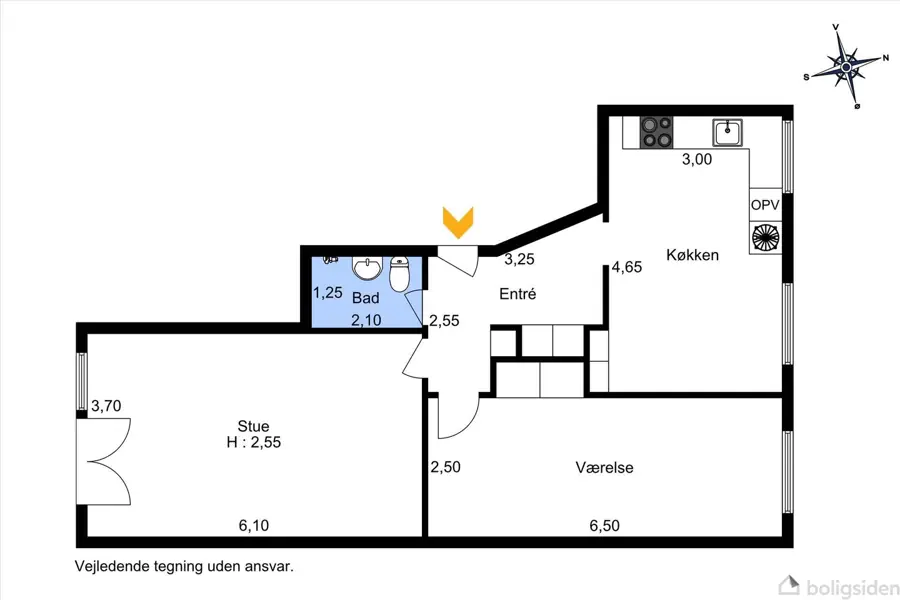 V
N
S
Ø
3,00
OPV
Køkken
4,65
3,25
Entré
1,25
Bad
2,10
2,55
3,70
Stue
H : 2,55
6,10
2,50
Værelse
6,50
Vejledende tegning uden ansvar.
boligsiden